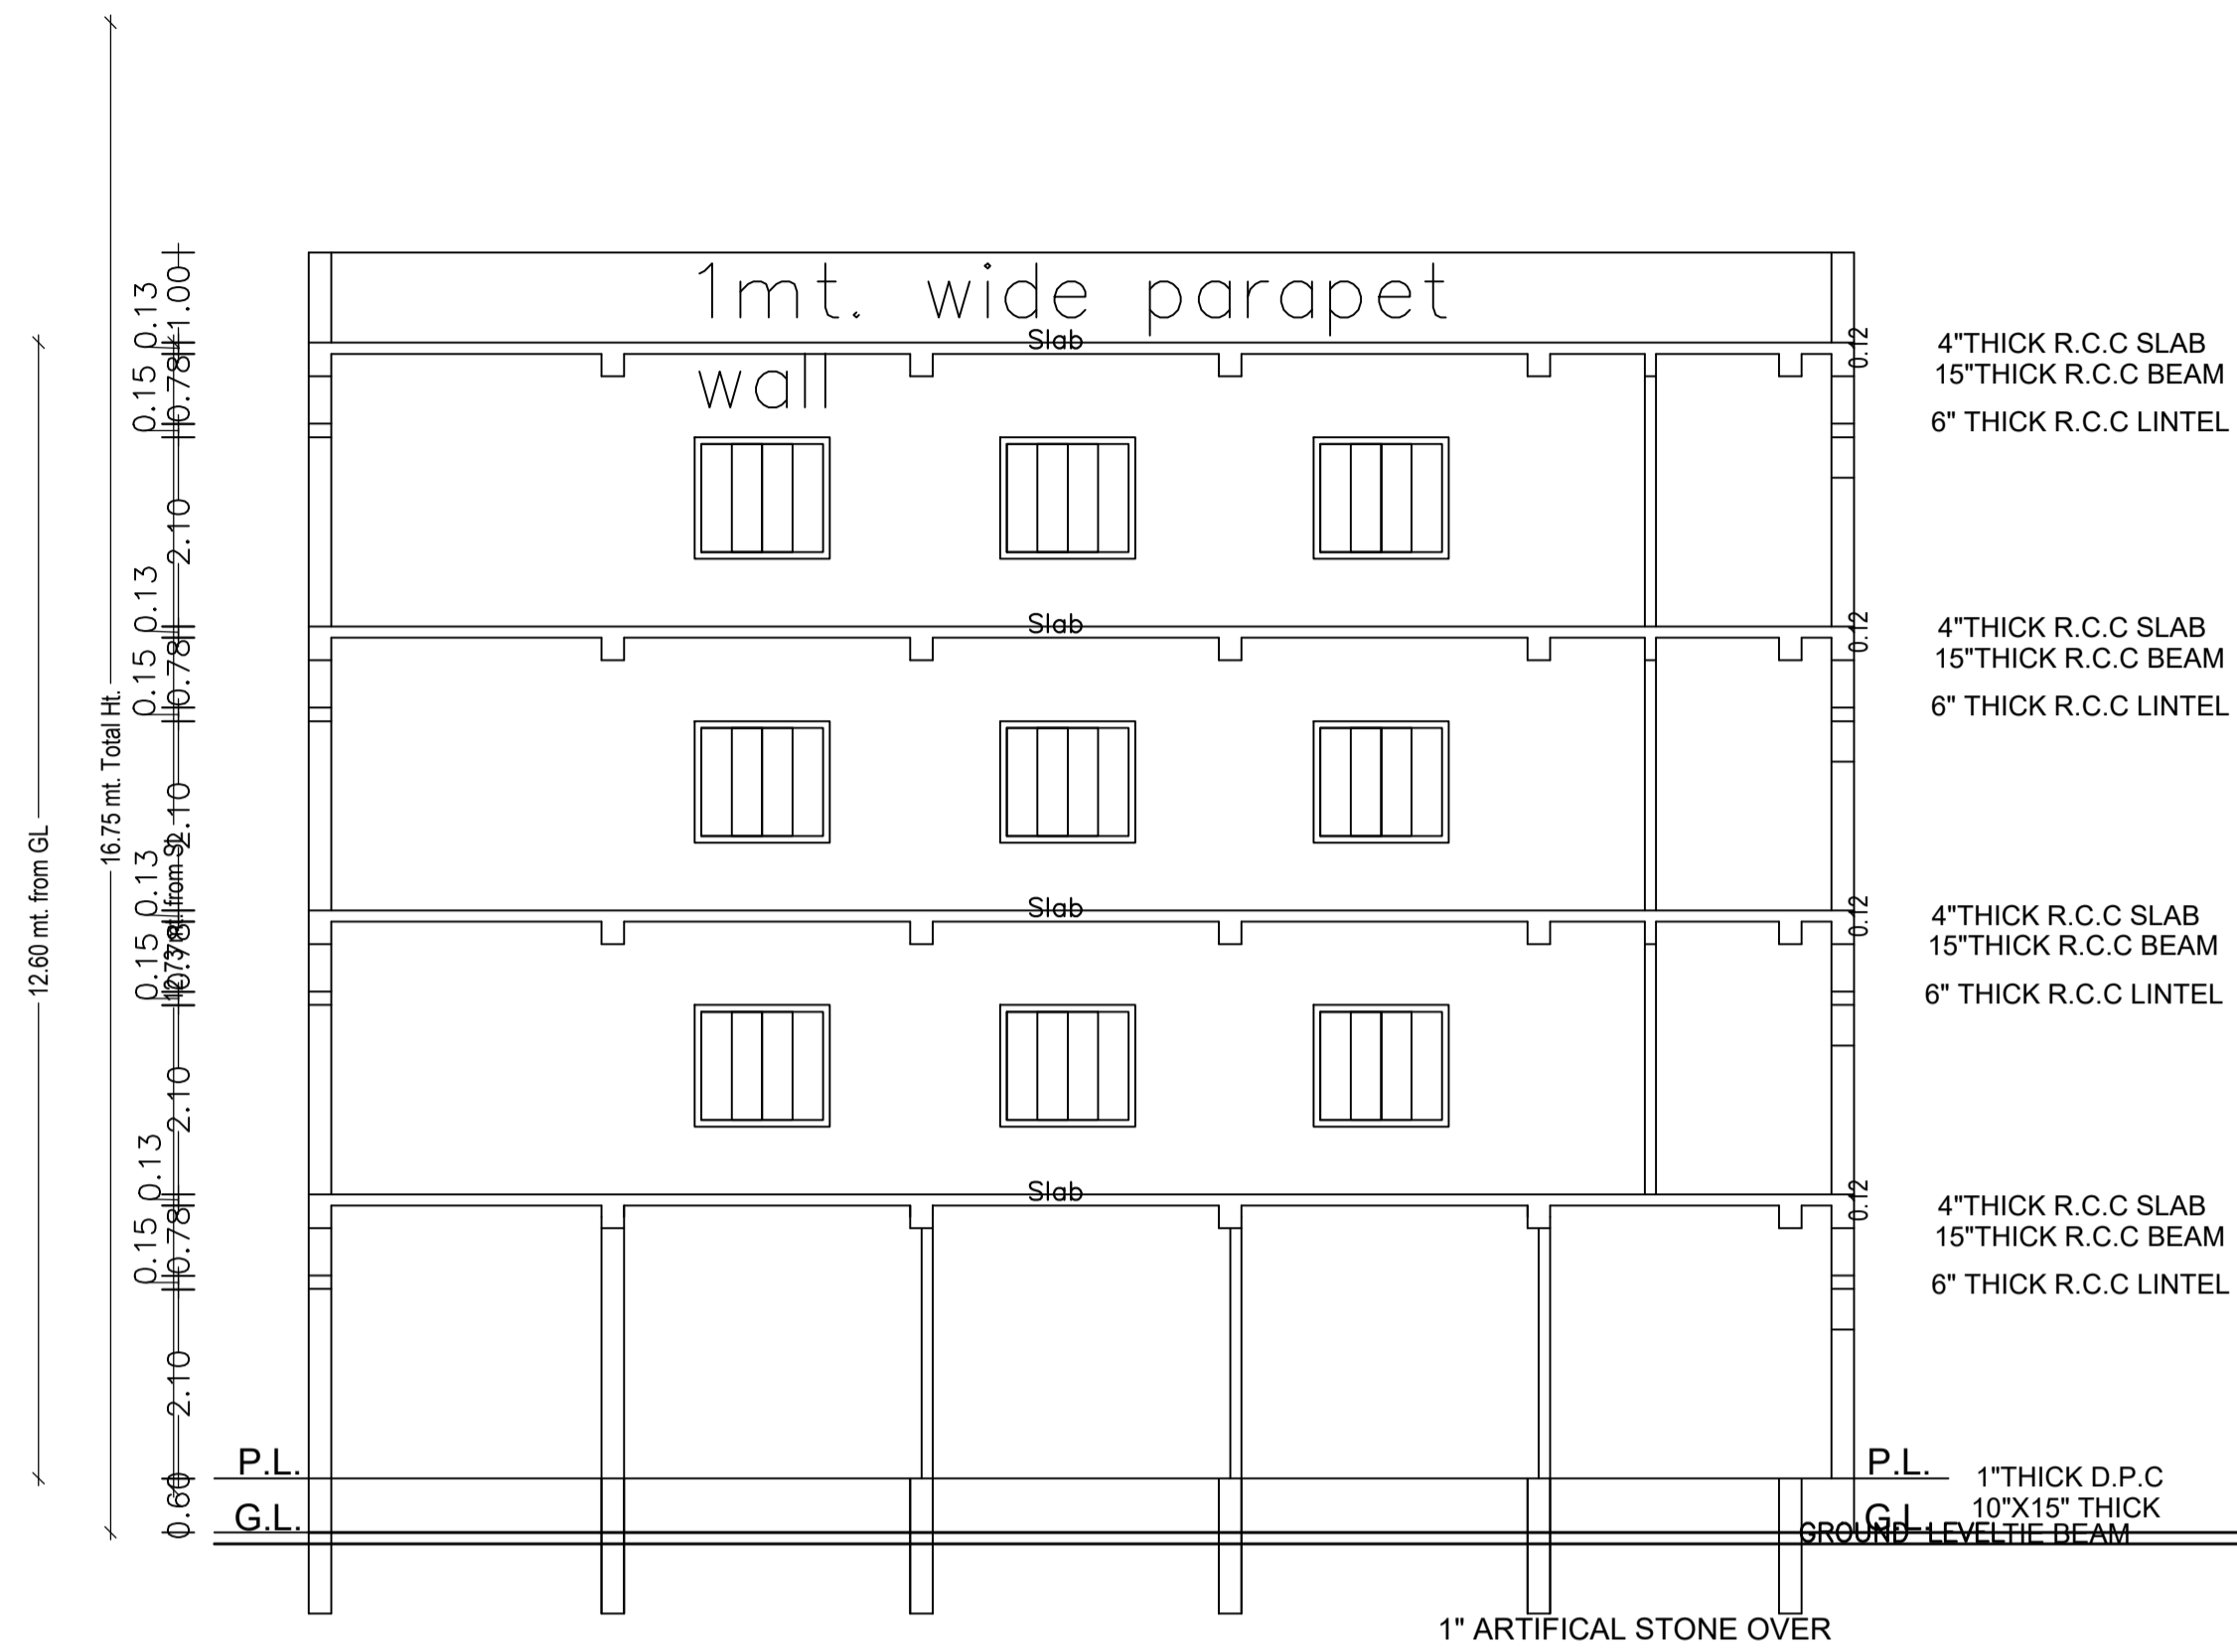 1mt. wide parapet
wall
Slab
Slab
Slab
Slab
12.60 mt. from GL
16.75 mt. Total Ht.
1.00
0.13
0.78
0.15
2.10
0.13
0.78
0.15
2.10
0.13
0.15
2.10
0.13
0.78
0.15
2.10
0.60
0.12
0.12
0.12
0.12
4"THICK R.C.C SLAB
15"THICK R.C.C BEAM
6" THICK R.C.C LINTEL
4"THICK R.C.C SLAB
15"THICK R.C.C BEAM
6" THICK R.C.C LINTEL
4"THICK R.C.C SLAB
15"THICK R.C.C BEAM
6" THICK R.C.C LINTEL
4"THICK R.C.C SLAB
15"THICK R.C.C BEAM
6" THICK R.C.C LINTEL
P.L.
G.L.
P.L.
G.L.
1"THICK D.P.C
10"X15" THICK
TIE BEAM
GROUND LEVEL
1" ARTIFICAL STONE OVER